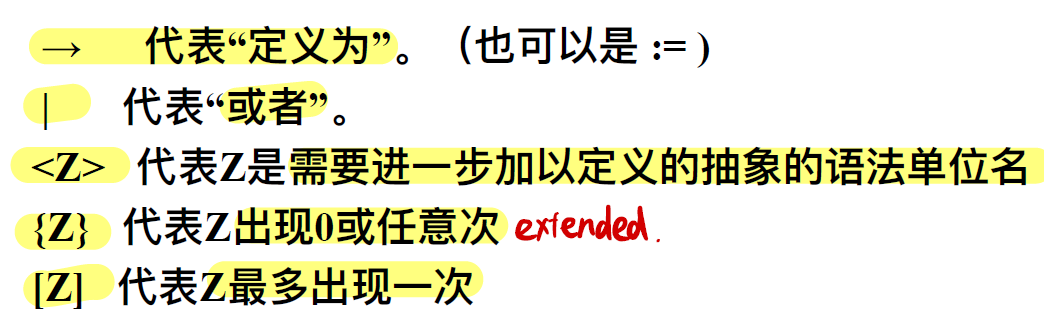 → 代表“定义为”。（也可以是 := )
| 代表“或者”。
<Z> 代表Z是需要进一步加以定义的抽象的语法单位名
{Z} 代表Z出现0或任意次 extended.
[Z] 代表Z最多出现一次